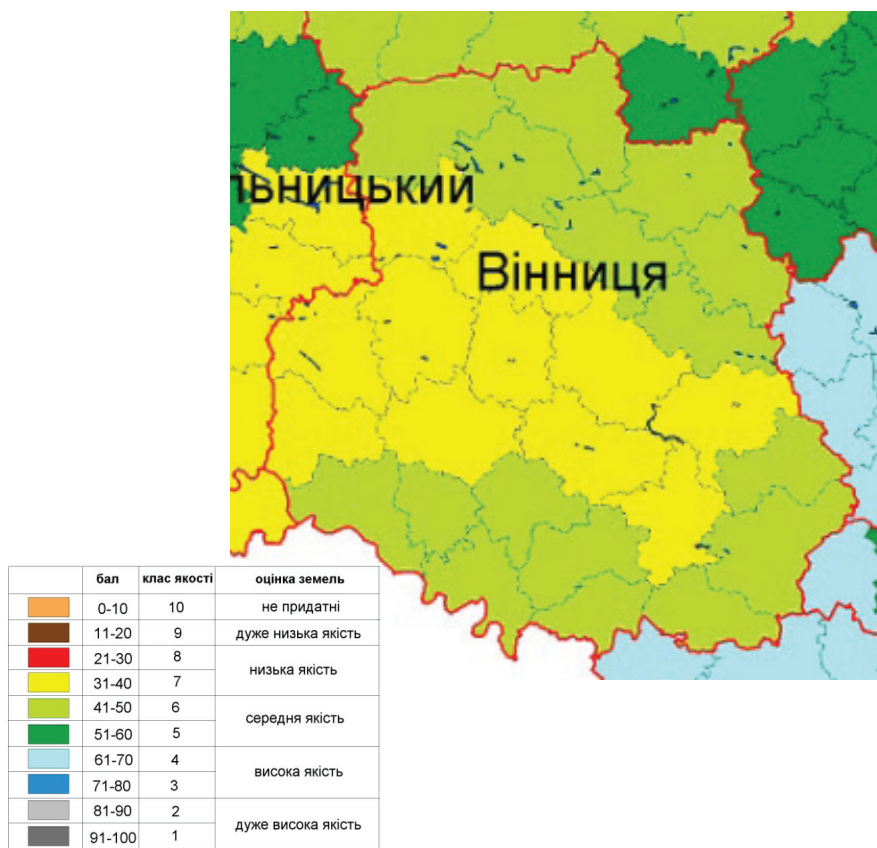 льницький
Вінниця
бал клас якості оцінка земель
0-10 10 не придатні
11-20 9 дуже низька якість
21-30 8
низька якість
31-40 7
41-50 6
середня якість
51-60 5
61-70 4
висока якість
71-80 3
81-90 2
дуже висока якість
91-100 1